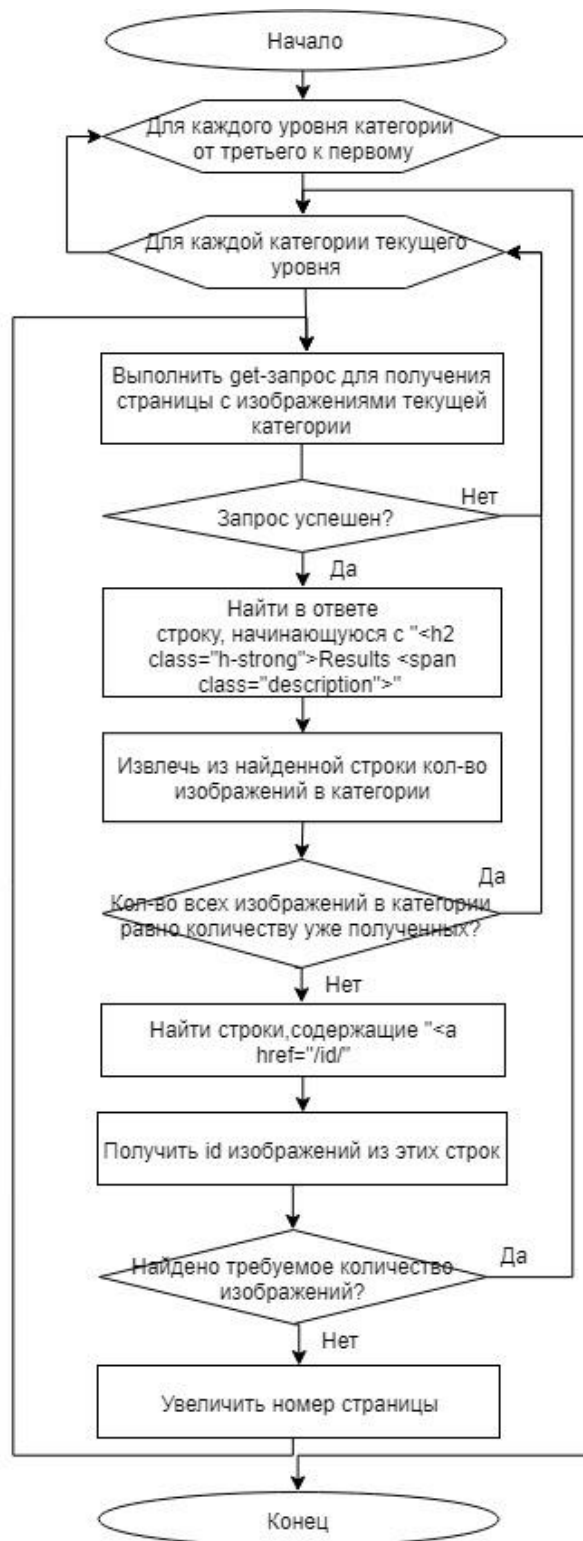 Начало
Для каждого уровня категории
от третьего к первому
Для каждой категории текущего
уровня
Выполнить get-запрос для получения
страницы с изображениями текущей
категории
Нет
Запрос успешен?
Да
Найти в ответе
строку, начинающуюся с "<h2
class="h-strong">Results <span
class="description">"
Извлечь из найденной строки кол-во
изображений в категории
Да
Кол-во всех изображений в категории
равно количеству уже полученных?
Нет
Найти строки,содержащие "<a
href="/id/"
Получить id изображений из этих строк
Да
Найдено требуемое количество
изображений?
Нет
Увеличить номер страницы
Конец